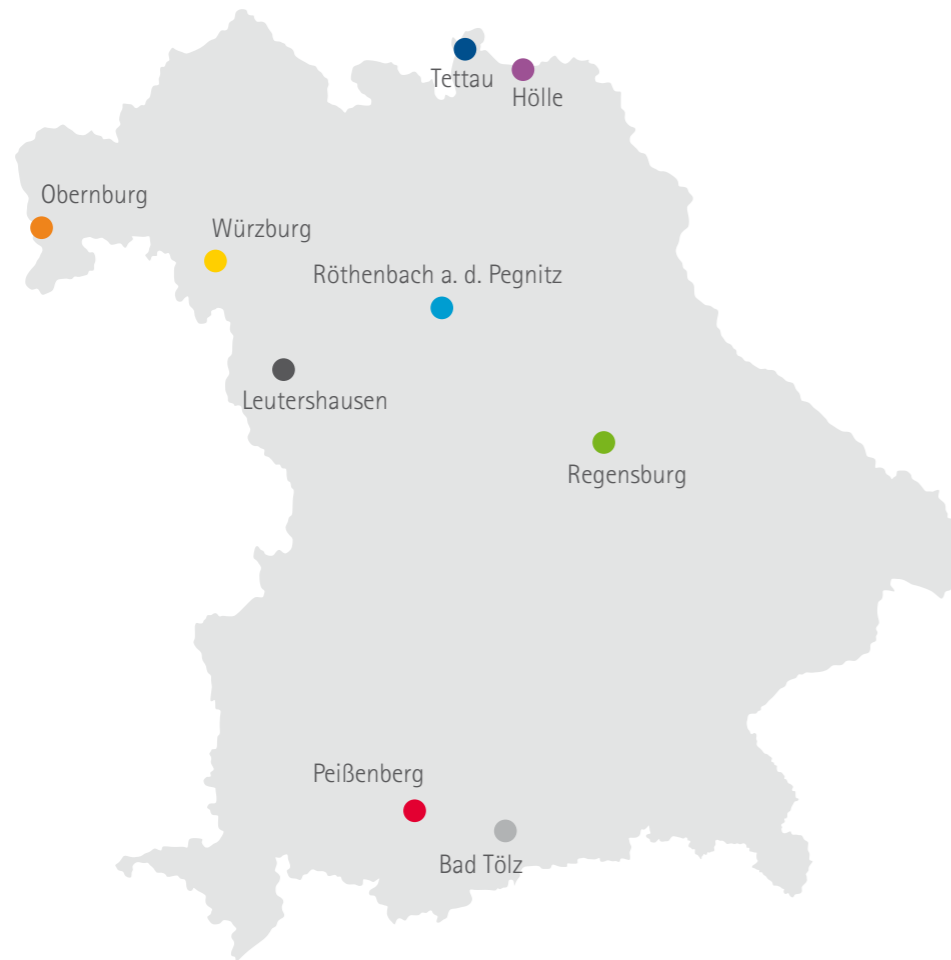 Tettau
Hölle
Obernburg
Würzburg
Röthenbach a. d. Pegnitz
Leutershausen
Regensburg
Peißenberg
Bad Tölz